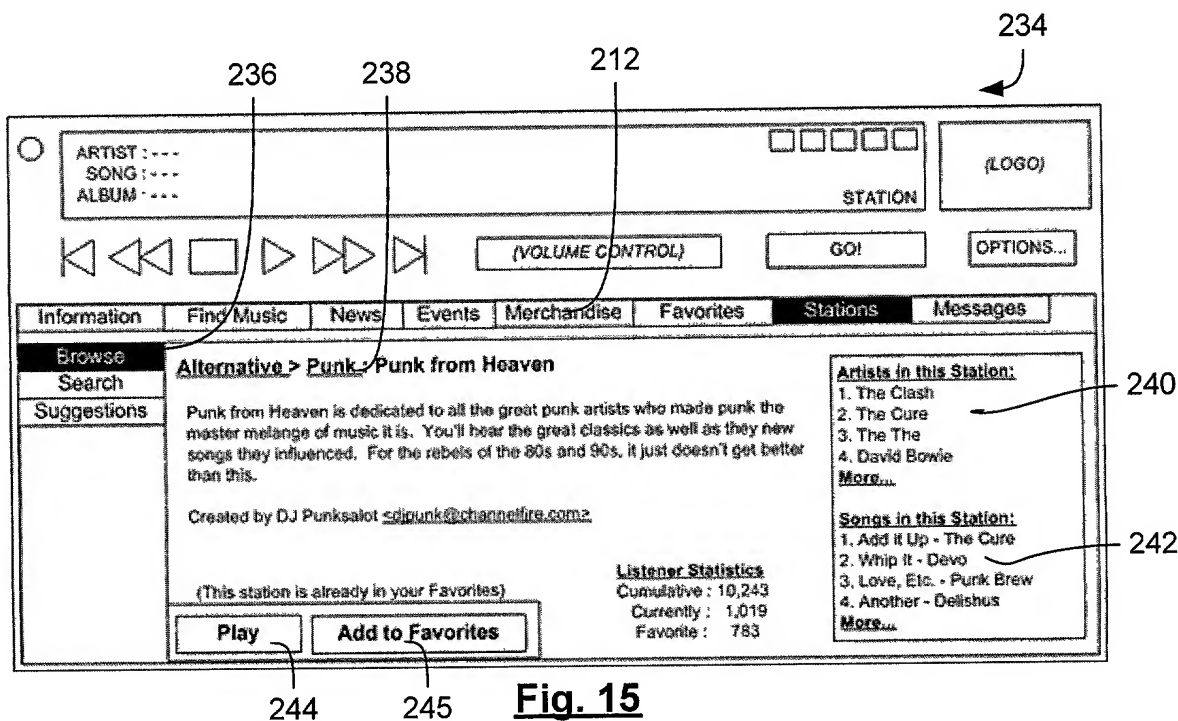 234
236 238 212
ARTIST : ---
SONG : ---
ALBUM : ---
STATION
(LOGO)
(VOLUME CONTROL) GO! OPTIONS...
Information Find Music News Events Merchandise Favorites Stations Messages
Browse
Search
Suggestions
Alternative > Punk : Punk from Heaven
Punk from Heaven is dedicated to all the great punk artists who made punk the
master melange of music it is. You'll hear the great classics as well as they new
songs they influenced. For the rebels of the 80s and 90s, it just doesn't get better
than this.
Created by DJ Punksalot <djpunk@channelfire.com>
(This station is already in your Favorites)
Play Add to Favorites
Listener Statistics
Cumulative : 10,243
Currently : 1,019
Favorite : 783
Artists in this Station:
1. The Clash
2. The Cure
3. The The
4. David Bowie
More...
240
Songs in this Station:
1. Add it Up - The Cure
2. Whip It - Devo
3. Love, Etc. - Punk Brew
4. Another - Delishus
More...
242
244 245 Fig. 15